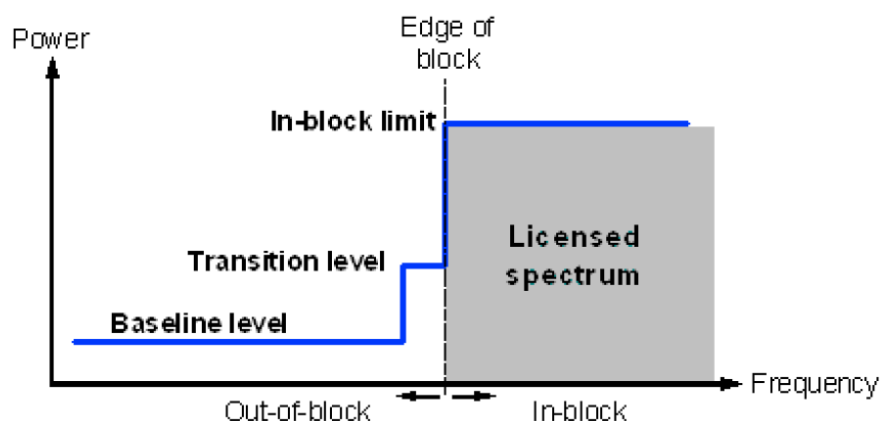 Power
Edge of
block
In-block limit
Licensed
spectrum
Transition level
Baseline level
Frequency
Out-of-block
In-block